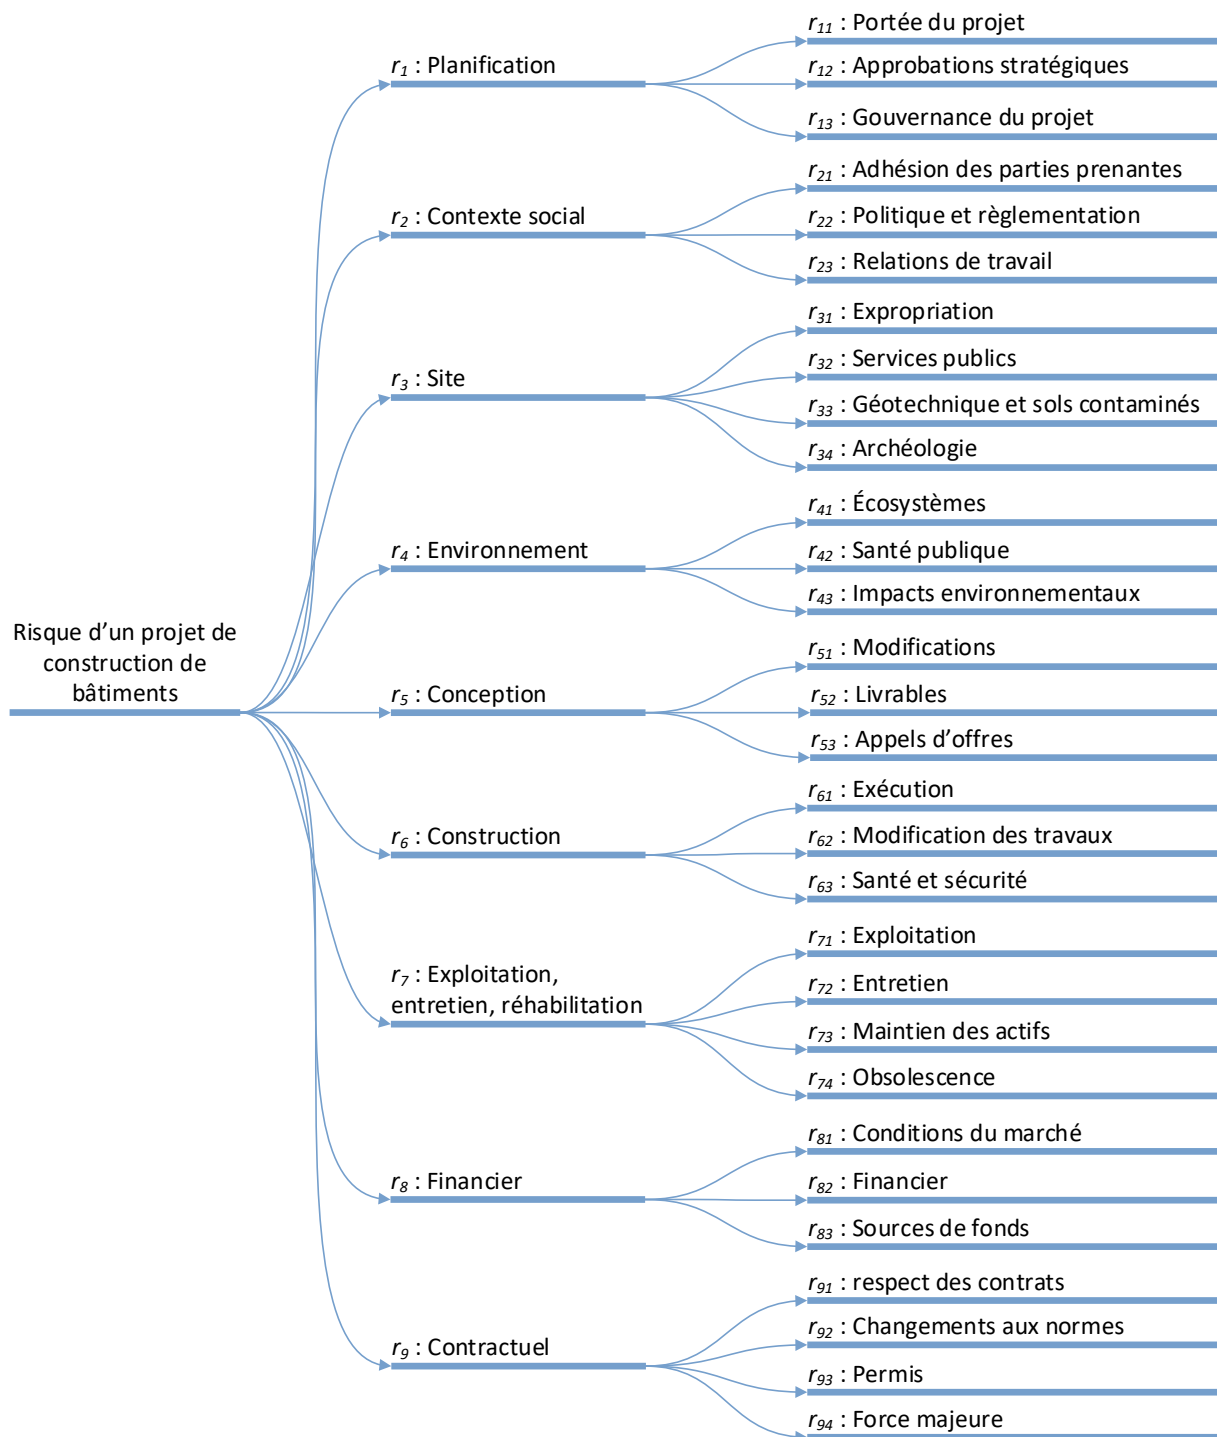 Risque d’un projet de
construction de
bâtiments
r1 : Planification
r11 : Portée du projet
r12 : Approbations stratégiques
r13 : Gouvernance du projet
r2 : Contexte social
r21 : Adhésion des parties prenantes
r22 : Politique et règlementation
r23 : Relations de travail
r3 : Site
r31 : Expropriation
r32 : Services publics
r33 : Géotechnique et sols contaminés
r34 : Archéologie
r4 : Environnement
r41 : Écosystèmes
r42 : Santé publique
r43 : Impacts environnementaux
r5 : Conception
r51 : Modifications
r52 : Livrables
r53 : Appels d’offres
r6 : Construction
r61 : Exécution
r62 : Modification des travaux
r63 : Santé et sécurité
r7 : Exploitation,
entretien, réhabilitation
r71 : Exploitation
r72 : Entretien
r73 : Maintien des actifs
r74 : Obsolescence
r8 : Financier
r81 : Conditions du marché
r82 : Financier
r83 : Sources de fonds
r9 : Contractuel
r91 : respect des contrats
r92 : Changements aux normes
r93 : Permis
r94 : Force majeure